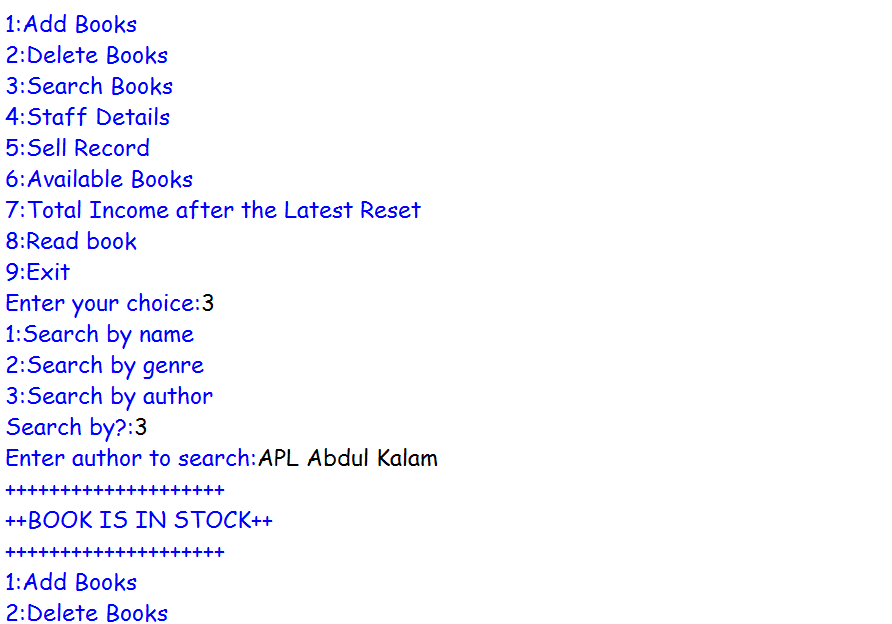 1:Add Books
2:Delete Books
3:Search Books
4:Staff Details
5:Sell Record
6:Available Books
7:Total Income after the Latest Reset
8:Read book
9:Exit
Enter your choice:3
1:Search by name
2:Search by genre
3:Search by author
Search by?:3
Enter author to search:APL Abdul Kalam
++++++++++++++++++++
++BOOK IS IN STOCK++
++++++++++++++++++++
1:Add Books
2:Delete Books